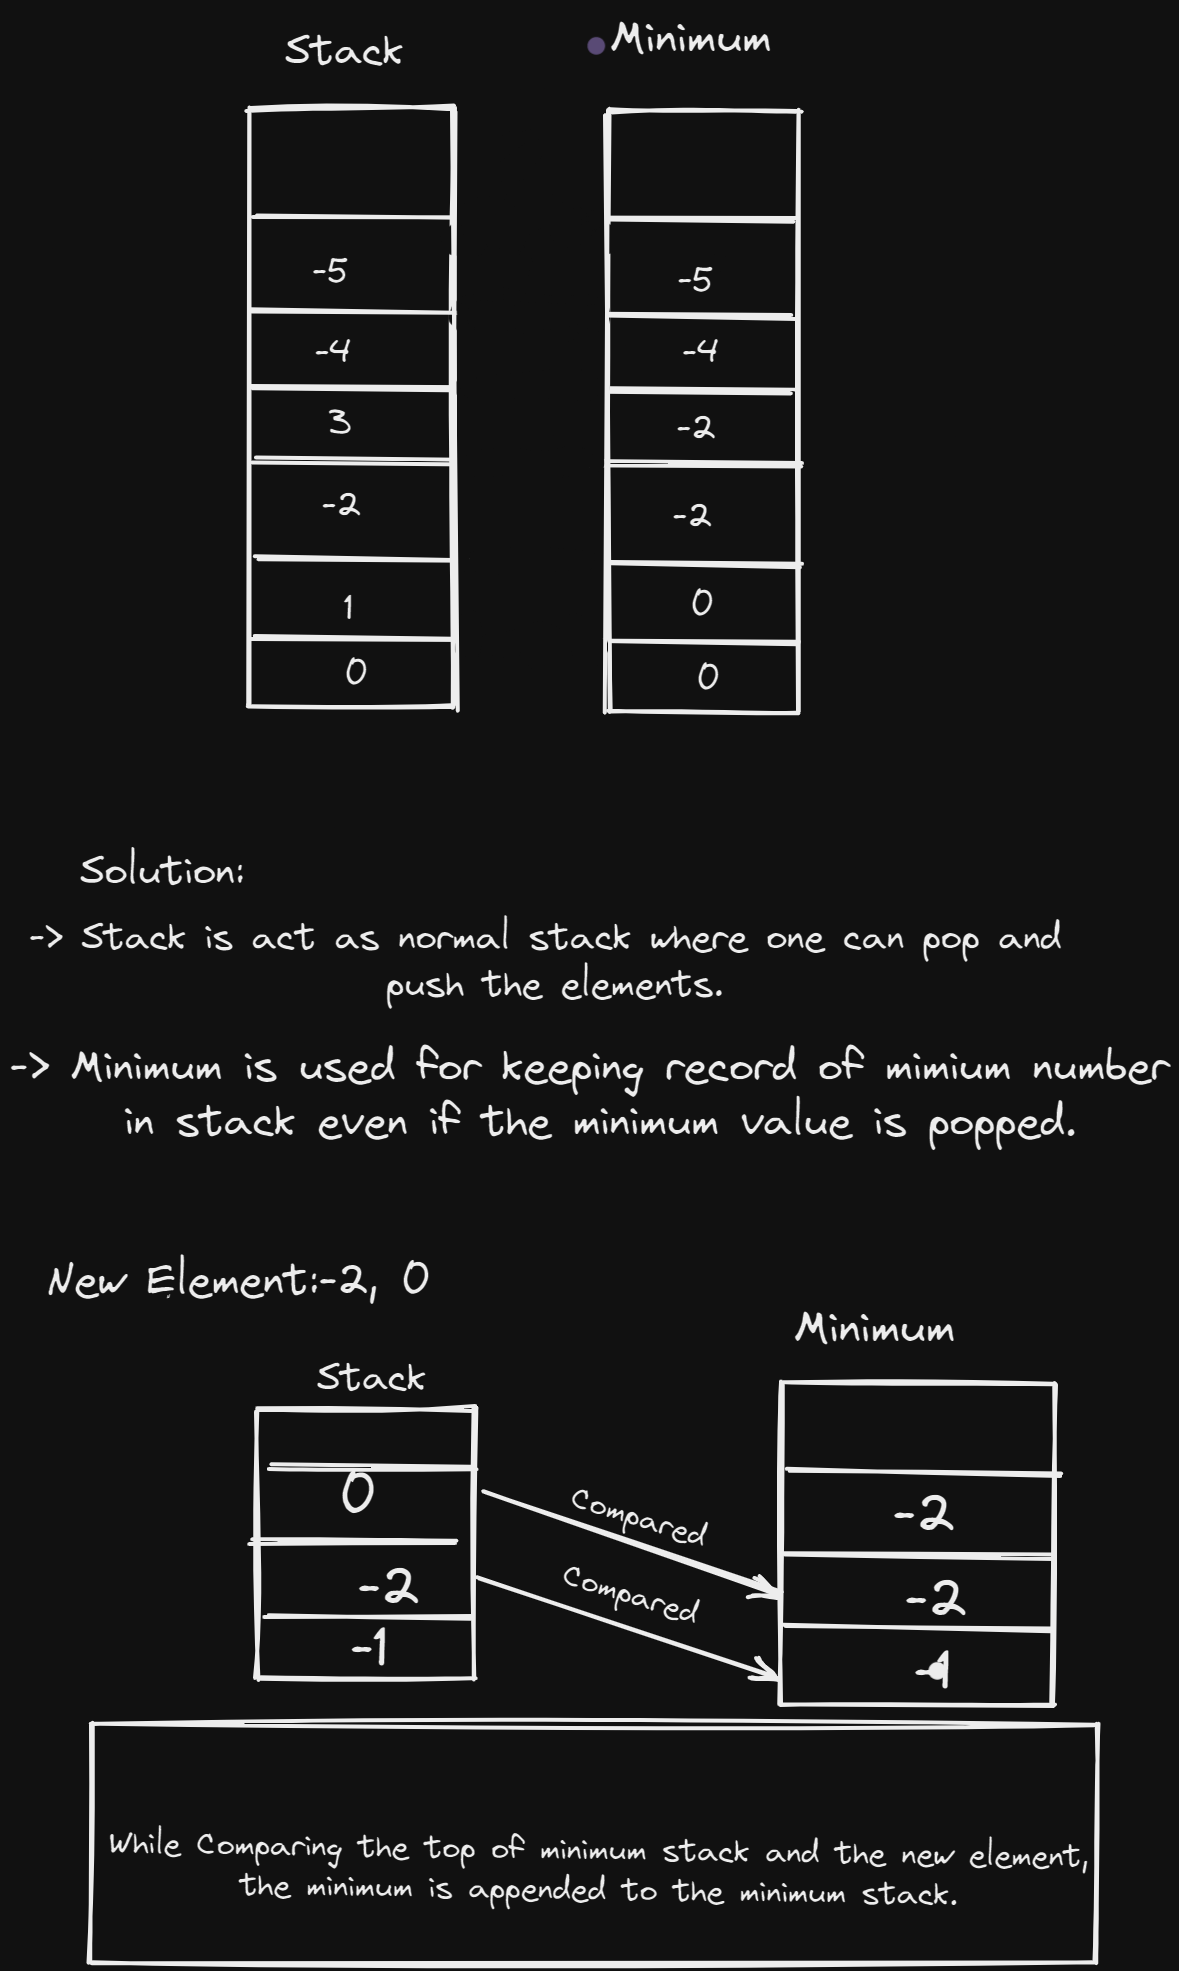 Stack
Minimum
-5
-5
-4
-4
3
-2
-2
-2
1
0
0
0
Solution:
-> Stack is act as normal stack where one can pop and
push the elements.
-> Minimum is used for keeping record of mimium number
in stack even if the minimum value is popped.
New Element:-2, 0
Minimum
Stack
0
Compared
-2
-2
Compared
-2
-1
-1
While Comparing the top of minimum stack and the new element,
the minimum is appended to the minimum stack.